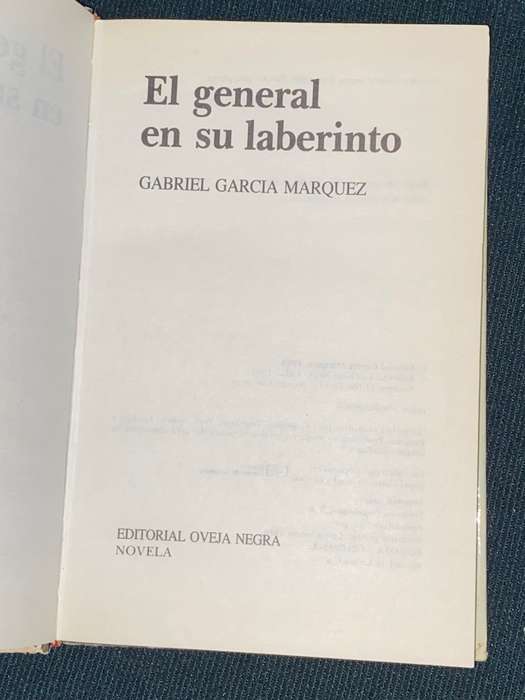 El general
en su laberinto
GABRIEL GARCIA MARQUEZ
EDITORIAL OVEJA NEGRA
NOVELA